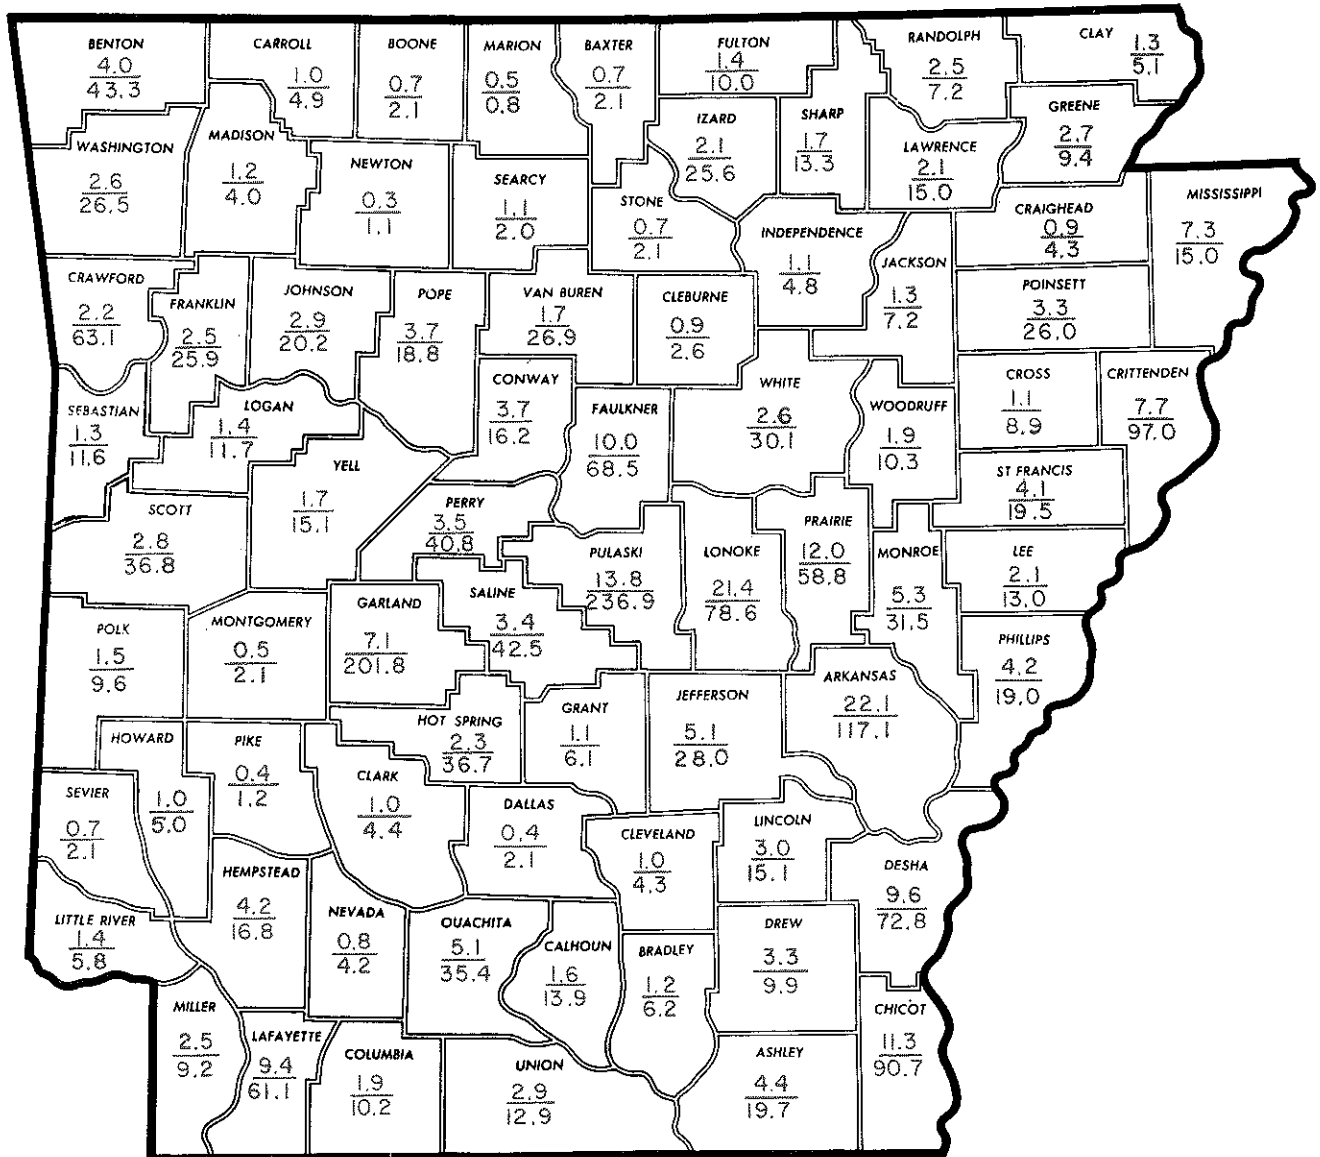 BENTON
4.0
43.3
CARROLL
1.0
4.9
BOONE
0.7
2.1
MARION
0.5
0.8
BAXTER
0.7
2.1
FULTON
1.4
10.0
RANDOLPH
2.5
7.2
CLAY
1.3
5.1
WASHINGTON
2.6
26.5
MADISON
1.2
4.0
NEWTON
0.3
1.1
SEARCY
1.1
2.0
STONE
0.7
2.1
IZARD
2.1
25.6
SHARP
1.7
13.3
LAWRENCE
2.1
15.0
GREENE
2.7
9.4
INDEPENDENCE
1.1
4.8
JACKSON
1.3
7.2
CRAIGHEAD
0.9
4.3
MISSISSIPPI
7.3
15.0
CRAWFORD
2.2
63.1
FRANKLIN
2.5
25.9
JOHNSON
2.9
20.2
POPE
3.7
18.8
VAN BUREN
1.7
26.9
CLEBURNE
0.9
2.6
POINSETT
3.3
26.0
SEBASTIAN
1.3
11.6
LOGAN
1.4
11.7
CONWAY
3.7
16.2
FAULKNER
10.0
68.5
WHITE
2.6
30.1
WOODRUFF
1.9
10.3
CROSS
1.1
8.9
CRITTENDEN
7.7
97.0
SCOTT
2.8
36.8
YELL
1.7
15.1
PERRY
3.5
40.8
PULASKI
13.8
236.9
LONOKE
21.4
78.6
PRAIRIE
12.0
58.8
MONROE
5.3
31.5
ST FRANCIS
4.1
19.5
LEE
2.1
13.0
POLK
1.5
9.6
MONTGOMERY
0.5
2.1
GARLAND
7.1
201.8
SALINE
3.4
42.5
PHILLIPS
4.2
19.0
HOWARD
1.0
5.0
PIKE
0.4
1.2
CLARK
1.0
4.4
HOT SPRING
2.3
36.7
GRANT
1.1
6.1
JEFFERSON
5.1
28.0
ARKANSAS
22.1
117.1
SEVIER
0.7
2.1
DALLAS
0.4
2.1
CLEVELAND
1.0
4.3
LINCOLN
3.0
15.1
DESHA
9.6
72.8
LITTLE RIVER
1.4
5.8
HEMPSTEAD
4.2
16.8
NEVADA
0.8
4.2
OUACHITA
5.1
35.4
CALHOUN
1.6
13.9
BRADLEY
1.2
6.2
DREW
3.3
9.9
MILLER
2.5
9.2
LAFAYETTE
9.4
61.1
COLUMBIA
1.9
10.2
UNION
2.9
12.9
ASHLEY
4.4
19.7
CHICOT
11.3
90.7